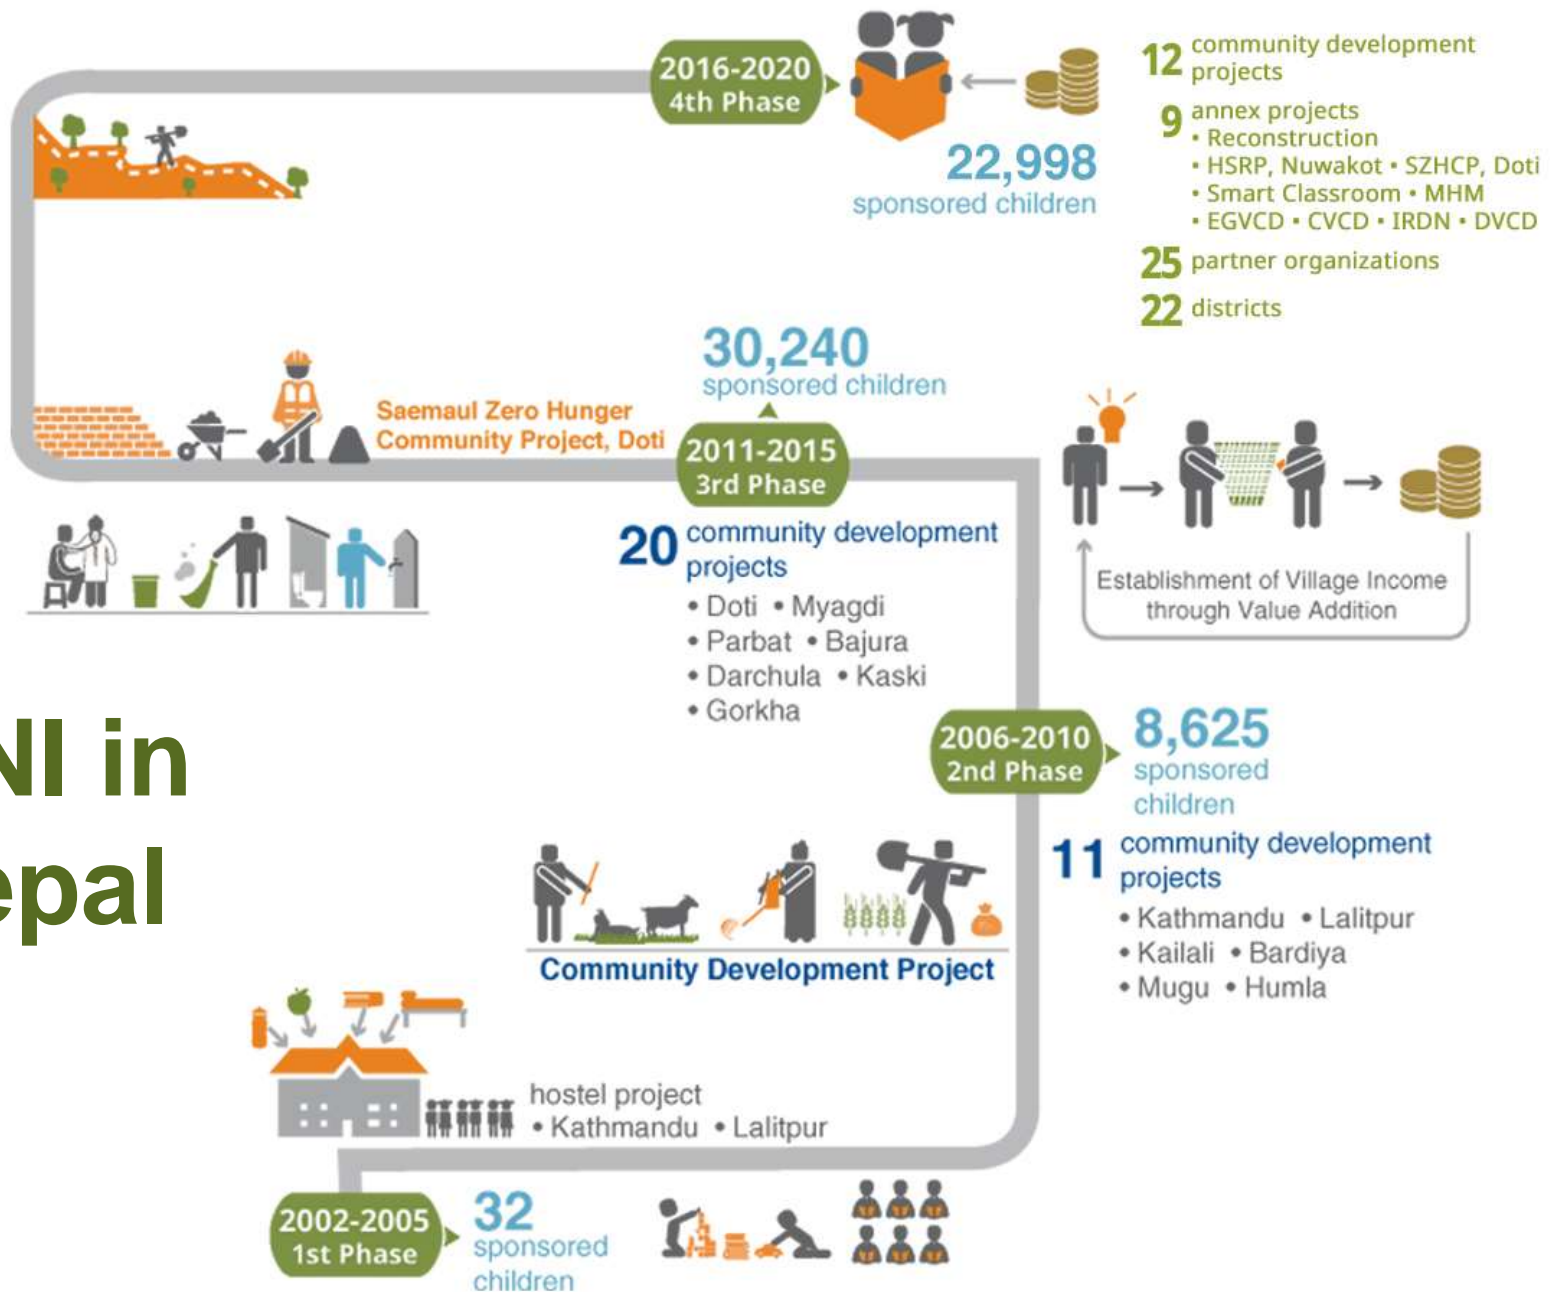 2016-2020
4th Phase
22,998
sponsored children
12 community development
projects
9 annex projects
• Reconstruction
• HSRP, Nuwakot • SZHCP, Doti
• Smart Classroom • MHM
• EGVCD • CVCD • IRDN • DVCD
25 partner organizations
22 districts
30,240
sponsored children
Saemaul Zero Hunger
Community Project, Doti
2011-2015
3rd Phase
20 community development
projects
• Doti • Myagdi
• Parbat • Bajura
• Darchula • Kaski
• Gorkha
Establishment of Village Income
through Value Addition
NI in
epal
2006-2010
2nd Phase
8,625
sponsored
children
11 community development
projects
• Kathmandu • Lalitpur
• Kailali • Bardiya
• Mugu • Humla
Community Development Project
hostel project
• Kathmandu • Lalitpur
2002-2005
1st Phase
32
sponsored
children